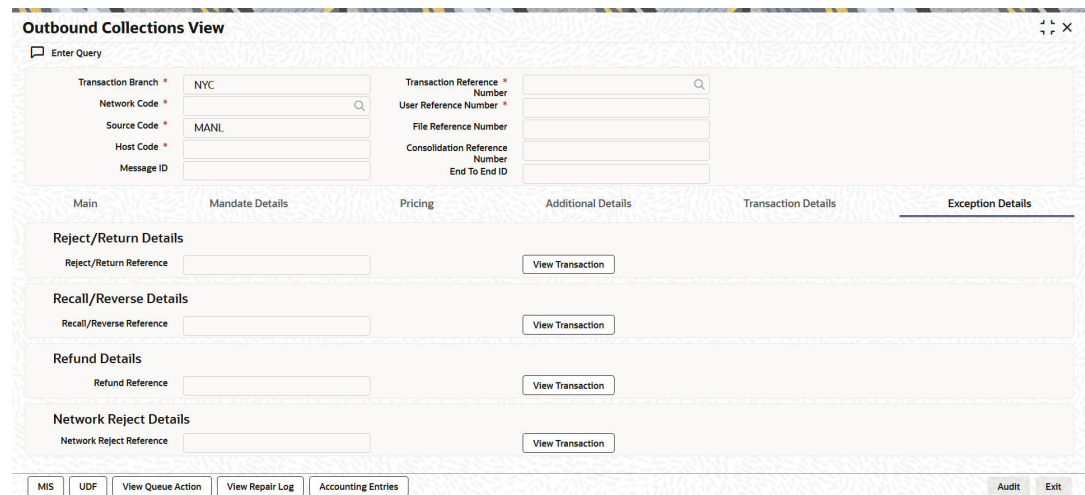 Outbound Collections View
Enter Query
Transaction Branch * NYC
Transaction Reference * Number
Network Code *
User Reference Number *
Source Code * MANL
File Reference Number
Host Code *
Consolidation Reference Number
Message ID
End To End ID
Main Mandate Details Pricing Additional Details Transaction Details Exception Details
Reject/Return Details
Reject/Return Reference View Transaction
Recall/Reverse Details
Recall/Reverse Reference View Transaction
Refund Details
Refund Reference View Transaction
Network Reject Details
Network Reject Reference View Transaction
MIS UDF View Queue Action View Repair Log Accounting Entries Audit Exit